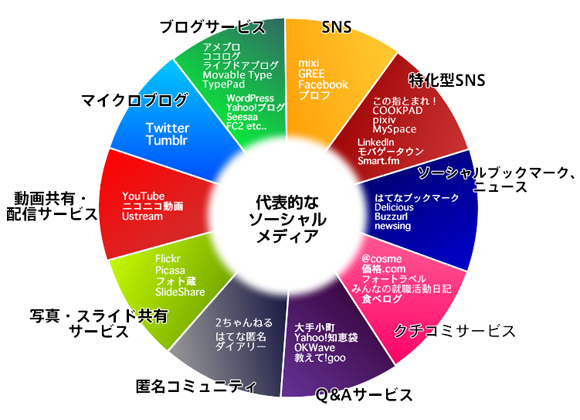 ブログサービス
アメブロ
ココログ
ライブドアブログ
Movable Type
TypePad
WordPress
Yahoo!ブログ
Seesaa
FC2 etc..
SNS
mixi
GREE
Facebook
プロフ
特化型SNS
この指とまれ!
COOKPAD
pixiv
MySpace
LinkedIn
モバゲータウン
Smart.fm
ソーシャルブックマーク、
ニュース
はてなブックマーク
Delicious
Buzzurl
newsing
クチコミサービス
@cosme
価格.com
フォートラベル
みんなの就職活動日記
食べログ
Q&Aサービス
大手小町
Yahoo!知恵袋
OKWave
教えて!goo
匿名コミュニティ
2ちゃんねる
はてな匿名
ダイアリー
写真・スライド共有
サービス
Flickr
Picasa
フォト蔵
SlideShare
動画共有・
配信サービス
YouTube
ニコニコ動画
Ustream
マイクロブログ
Twitter
Tumblr
代表的な
ソーシャル
メディア